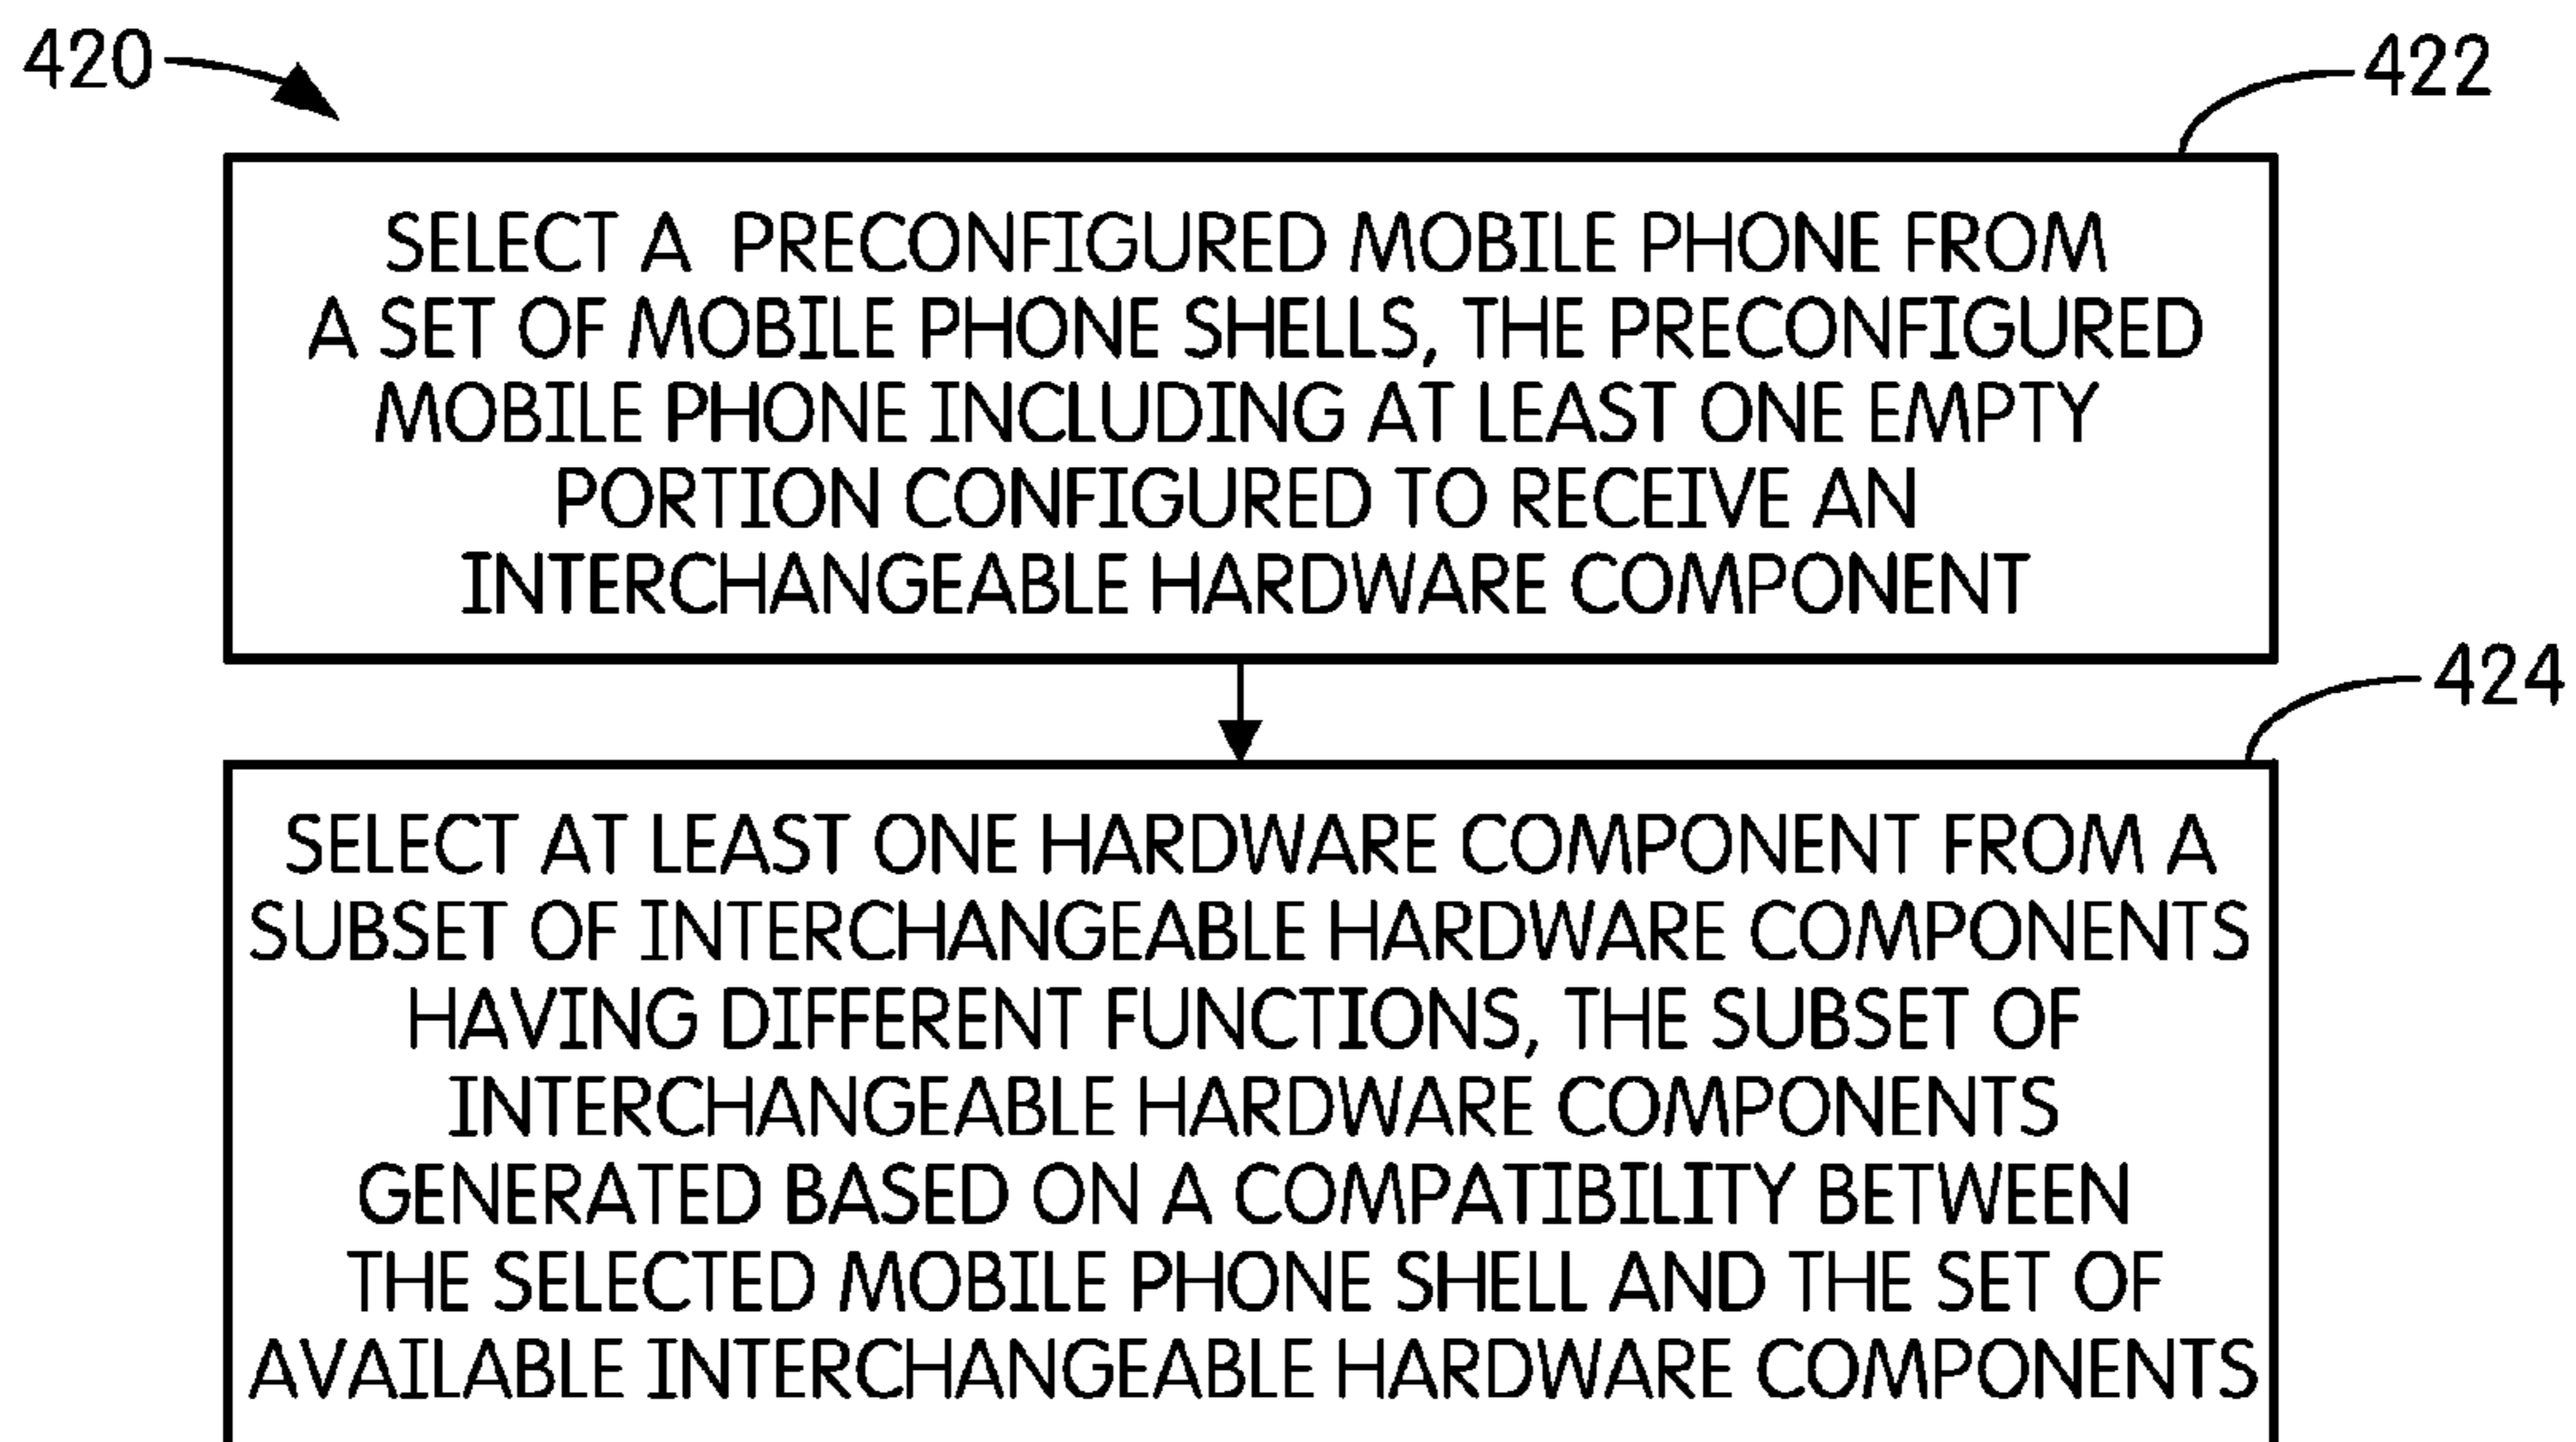 420
422
SELECT A PRECONFIGURED MOBILE PHONE FROM
A SET OF MOBILE PHONE SHELLS, THE PRECONFIGURED
MOBILE PHONE INCLUDING AT LEAST ONE EMPTY
PORTION CONFIGURED TO RECEIVE AN
INTERCHANGEABLE HARDWARE COMPONENT
424
SELECT AT LEAST ONE HARDWARE COMPONENT FROM A
SUBSET OF INTERCHANGEABLE HARDWARE COMPONENTS
HAVING DIFFERENT FUNCTIONS, THE SUBSET OF
INTERCHANGEABLE HARDWARE COMPONENTS
GENERATED BASED ON A COMPATIBILITY BETWEEN
THE SELECTED MOBILE PHONE SHELL AND THE SET OF
AVAILABLE INTERCHANGEABLE HARDWARE COMPONENTS